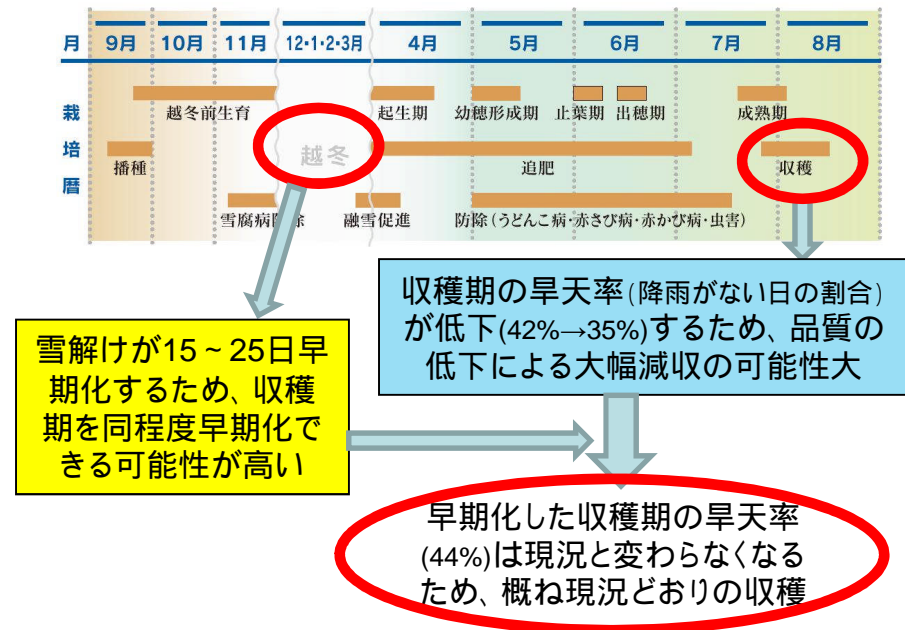 月 9月 10月 11月 12・1・2・3月 4月 5月 6月 7月 8月
栽培暦
越冬前生育 起生期 幼穂形成期 止葉期 出穂期 成熟期
播種 越冬 追肥 収穫
雪腐病防除 融雪促進 防除(うどんこ病・赤さび病・赤かび病・虫害)
収穫期の旱天率(降雨がない日の割合)
が低下(42%→35%)するため、品質の
低下による大幅減収の可能性大
雪解けが15~25日早
期化するため、収穫
期を同程度早期化で
きる可能性が高い
早期化した収穫期の旱天率
(44%)は現況と変わらなくなる
ため、概ね現況どおりの収穫